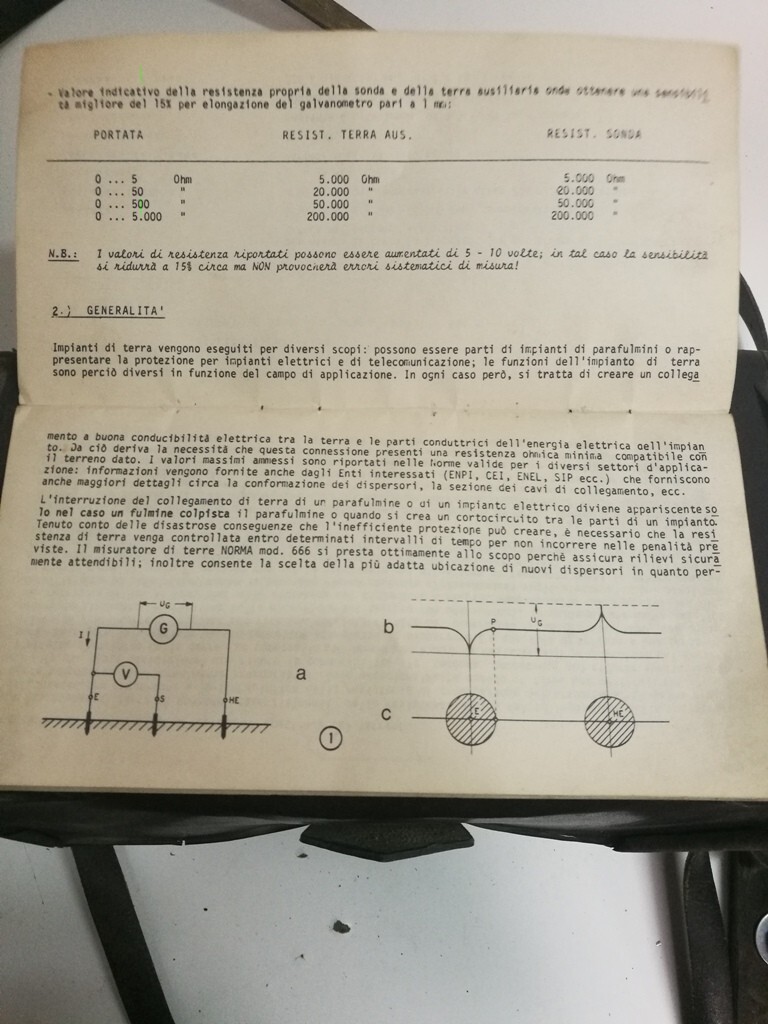 - Valore indicativo della resistenza propria della sonda e della terra ausiliaria onde ottenere una sensibili
tà migliore del 15% per elongazione del galvanometro pari a 1 mm:
PORTATA RESIST. TERRA AUS. RESIST. SONDA
0 ... 5 Ohm 5.000 Ohm 5.000 Ohm
0 ... 50 " 20.000 " 20.000 "
0 ... 500 " 50.000 " 50.000 "
0 ... 5.000 " 200.000 " 200.000 "
N.B.: I valori di resistenza riportati possono essere aumentati di 5 - 10 volte; in tal caso la sensibilità
si ridurrà a 15% circa ma NON provocherà errori sistematici di misura!
2.) GENERALITA'
Impianti di terra vengono eseguiti per diversi scopi: possono essere parti di impianti di parafulmini o rap-
presentare la protezione per impianti elettrici e di telecomunicazione; le funzioni dell'impianto di terra
sono perciò diversi in funzione del campo di applicazione. In ogni caso però, si tratta di creare un collega
mento a buona conducibilità elettrica tra la terra e le parti conduttrici dell'energia elettrica dell'impian
to. Da ciò deriva la necessità che questa connessione presenti una resistenza ohmica minima compatibile con
il terreno dato. I valori massimi ammessi sono riportati nelle Norme valide per i diversi settori d'applica-
zione: informazioni vengono fornite anche dagli Enti interessati (ENPI, CEI, ENEL, SIP ecc.) che forniscono
anche maggiori dettagli circa la conformazione dei dispersori, la sezione dei cavi di collegamento, ecc.
L'interruzione del collegamento di terra di un parafulmine o di un impianto elettrico diviene appariscente so
lo nel caso un fulmine colpista il parafulmine o quando si crea un cortocircuito tra le parti di un impianto.
Tenuto conto delle disastrose conseguenze che l'inefficiente protezione può creare, è necesario che la resi
stenza di terra venga controllata entro determinati intervalli di tempo per non incorrere nelle penalità pre
viste. Il misuratore di terre NORMA mod. 666 si presta ottimamente allo scopo perché assicura rilievi sicura
mente attendibili; inoltre consente la scelta della più adatta ubicazione di nuovi dispersori in quanto per-
UG
I
G
V
E S HE
a
1
b
P
UG
c
E
HE